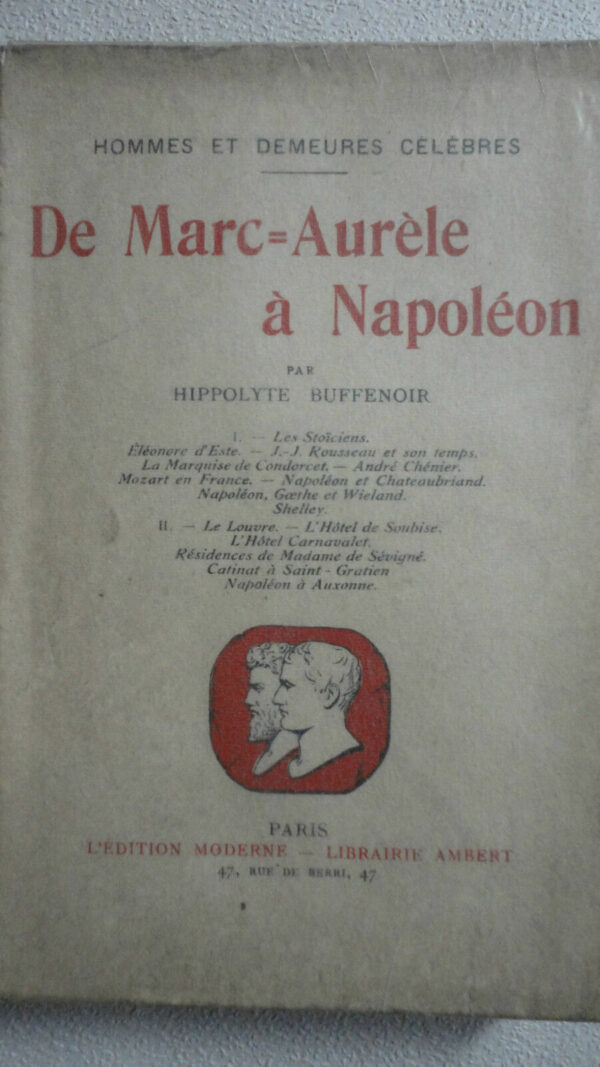 HOMMES ET DEMEURES CÉLÈBRES
De Marc=Aurèle
à Napoléon
PAR
HIPPOLYTE BUFFENOIR
I. — Les Stoïciens.
Éléonore d'Este. — J.-J. Rousseau et son temps.
La Marquise de Condorcet. — André Chénier.
Mozart en France. — Napoléon et Chateaubriand.
Napoléon, Gœthe et Wieland.
Shelley.
II. — Le Louvre. — L'Hôtel de Soubise.
L'Hôtel Carnavalet.
Résidences de Madame de Sévigné.
Catinat à Saint-Gratien
Napoléon à Auxonne.
PARIS
L'ÉDITION MODERNE — LIBRAIRIE AMBERT
47, RUE DE BERRI, 47